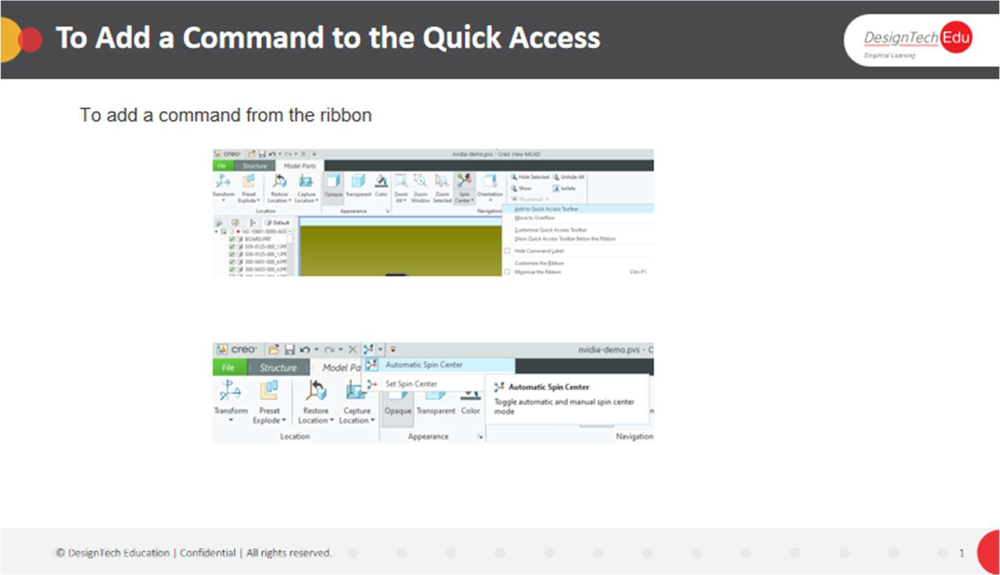 To Add a Command to the Quick Access
DesignTech Edu
Empirical Learning
To add a command from the ribbon
creo
nvidia-demo.pvs - Creo View MCAD
File Structure Model Parts
Hide Selected Unhide All
Show Isolate
Thumbnail
Transform Preset Explode Restore Location Capture Location Opaque Transparent Color Zoom All Zoom Window Zoom Selected Spin Center Orientation
Location Appearance Navigation
Add to Quick Access Toolbar
Move to Overflow
Customize Quick Access Toolbar
Show Quick Access Toolbar Below the Ribbon
Hide Command Label
Customize the Ribbon
Minimize the Ribbon Ctrl+F1
Default
142-10681-0000-A03
BOARD.PRT
039-0125-000_1.PR
039-0125-000_1.PR
300-0451-000_4.PR
300-0403-000_4.PR
creo nvidia-demo.pvs - C
File Structure Model Pa
Automatic Spin Center
Set Spin Center
Automatic Spin Center
Toggle automatic and manual spin center
mode
Transform Preset Restore Capture Opaque Transparent Color
Explode Location Location
Location Appearance Navigation
© DesignTech Education | Confidential | All rights reserved.
1